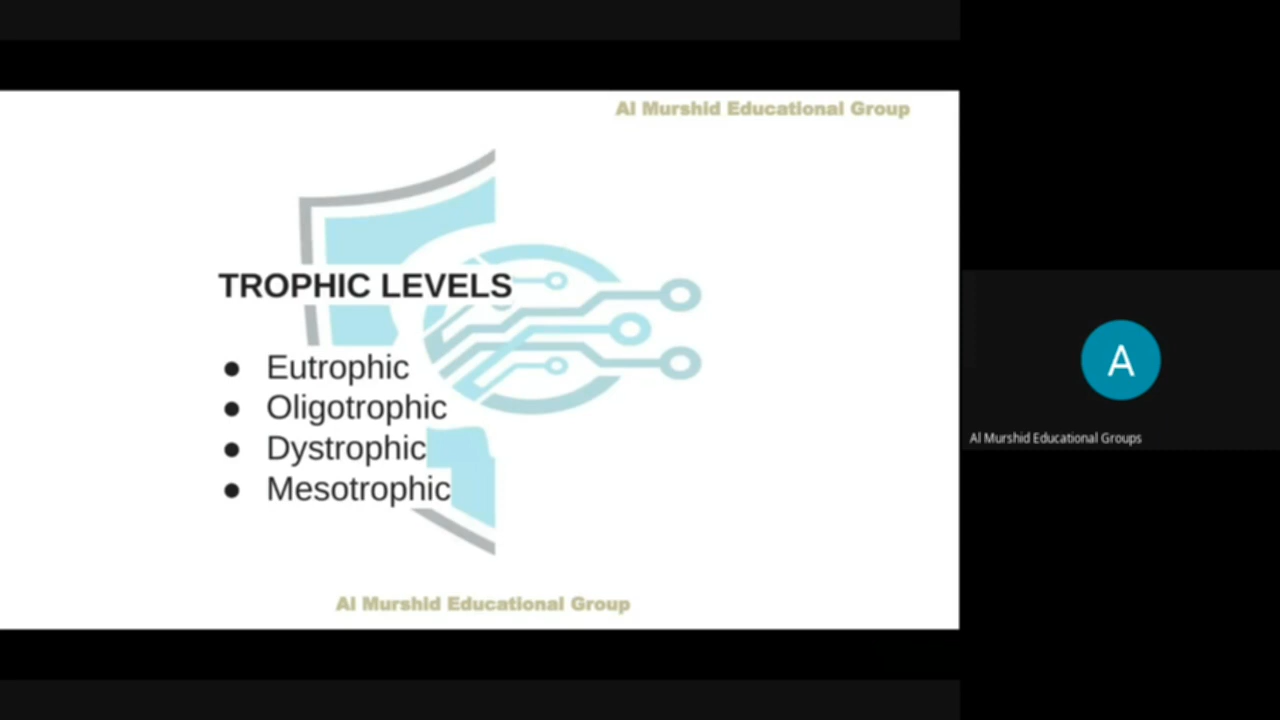 Al Murshid Educational Group
TROPHIC LEVELS
● Eutrophic
● Oligotrophic
● Dystrophic
● Mesotrophic
Al Murshid Educational Group
A
Al Murshid Educational Groups